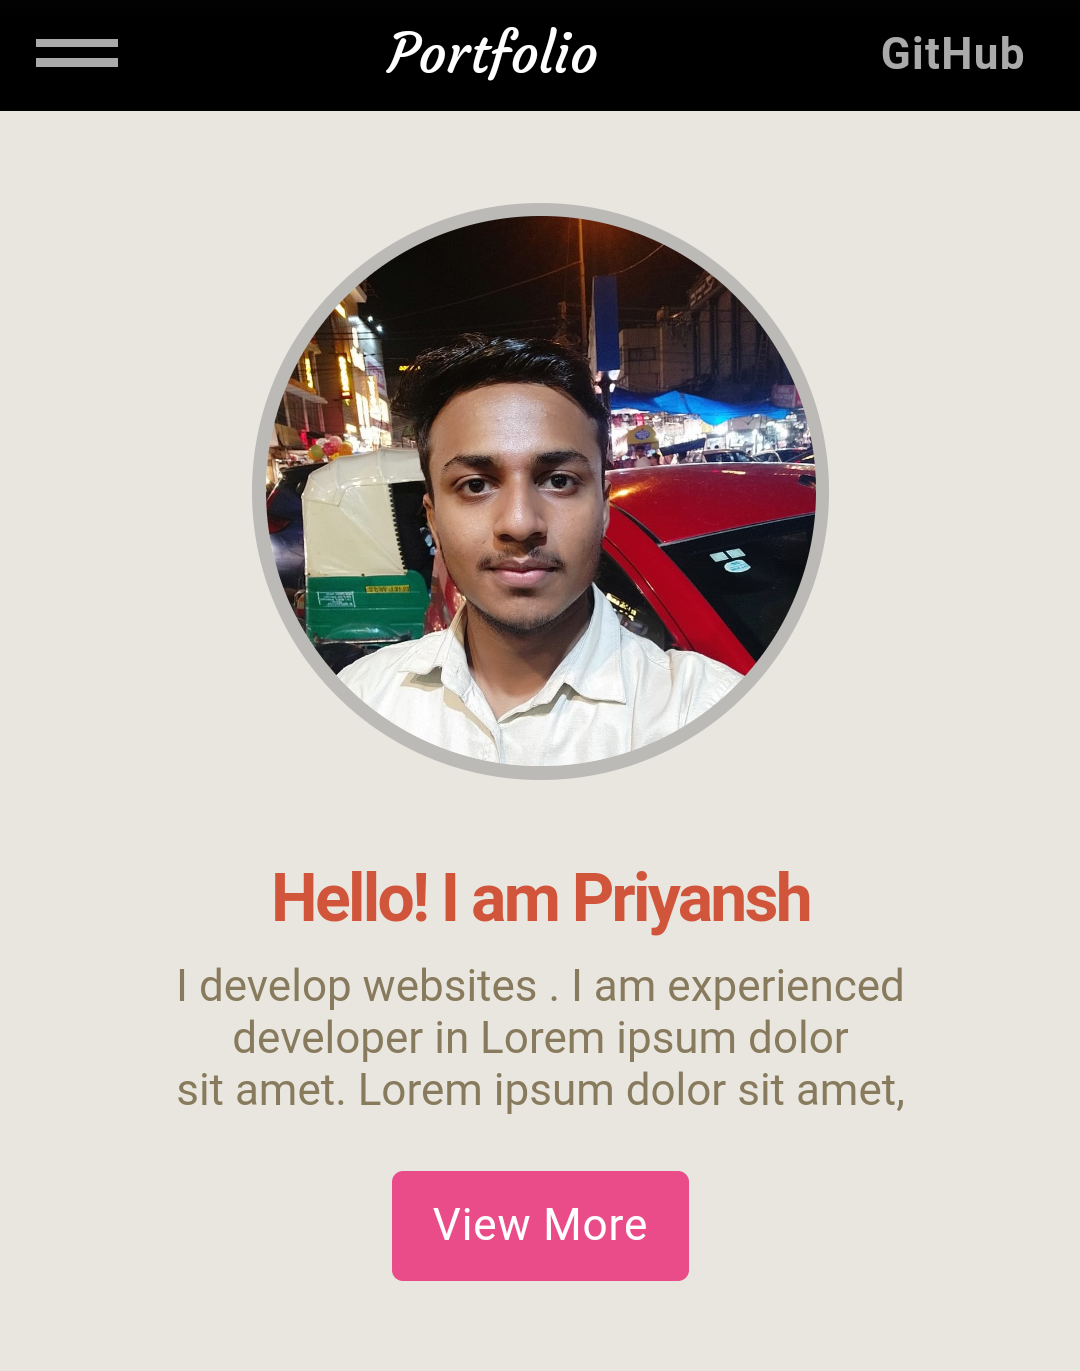 Portfolio
GitHub
Hello! I am Priyansh
I develop websites . I am experienced
developer in Lorem ipsum dolor
sit amet. Lorem ipsum dolor sit amet,
View More